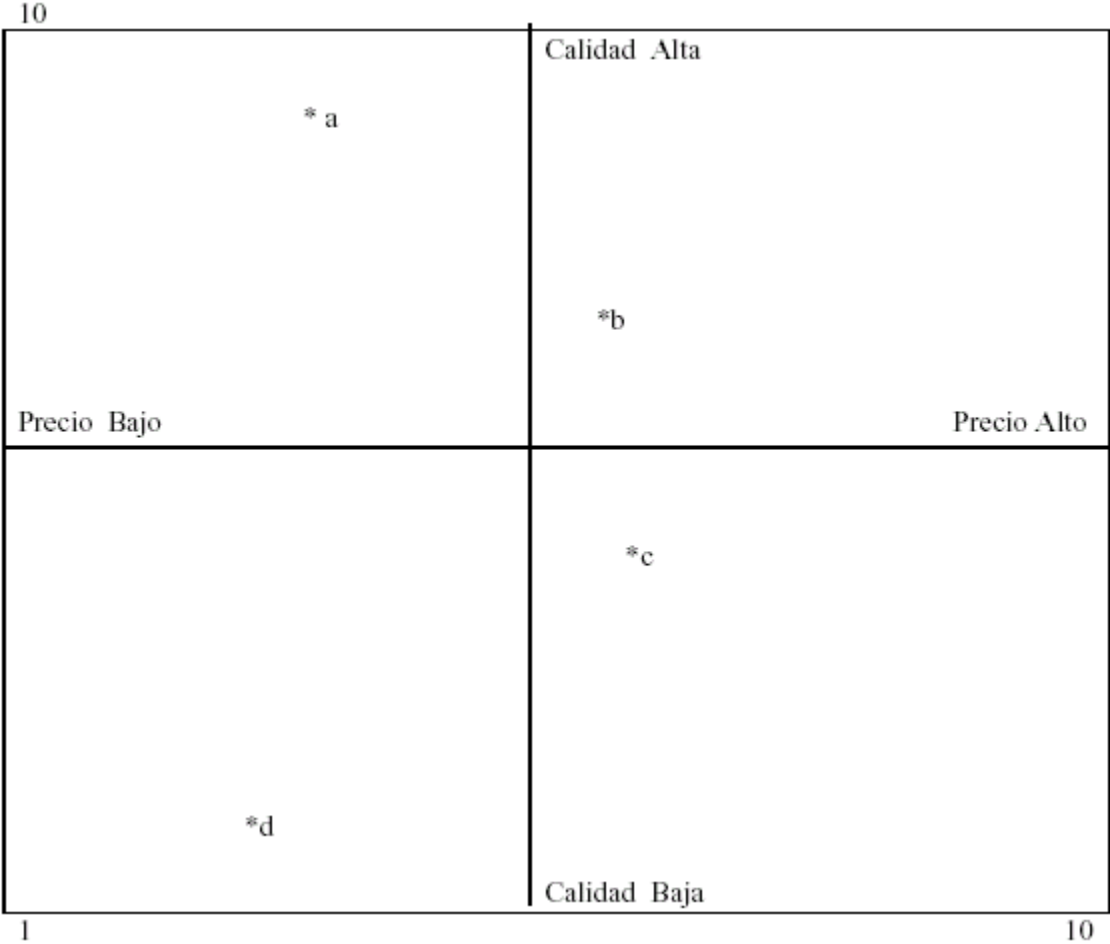 10
Calidad Alta
* a
*b
Precio Bajo
Precio Alto
*c
*d
Calidad Baja
1
10